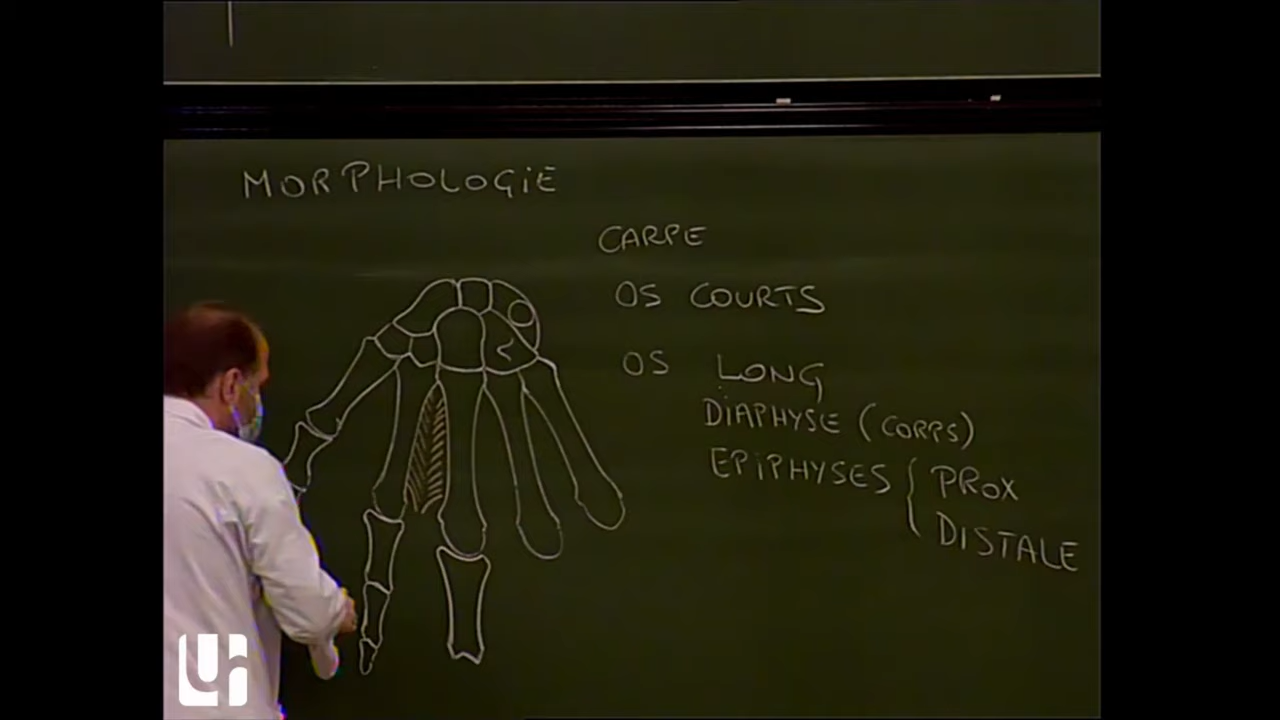 MORPHOLOGiE
CARPE
OS COURTS
OS LONG
DiAPHYSE (CORPS)
EPiPHYSES { PROX
DISTALE